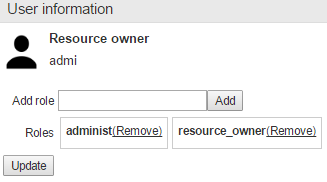 User information
Resource owner
admi
Add role Add
Roles administ(Remove) resource_owner(Remove)
Update